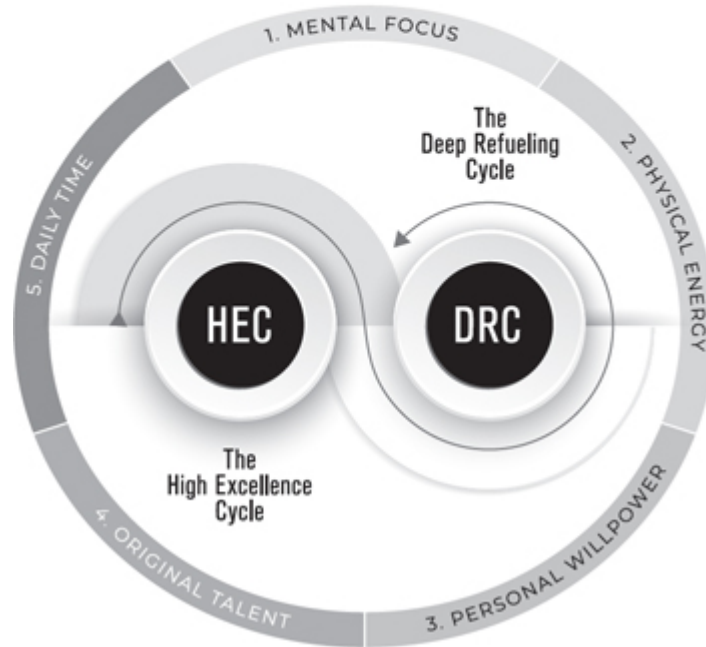 1. MENTAL FOCUS
2. PHYSICAL ENERGY
The
Deep Refueling
Cycle
5. DAILY TIME
HEC
DRC
The
High Excellence
Cycle
4. ORIGINAL TALENT
3. PERSONAL WILLPOWER